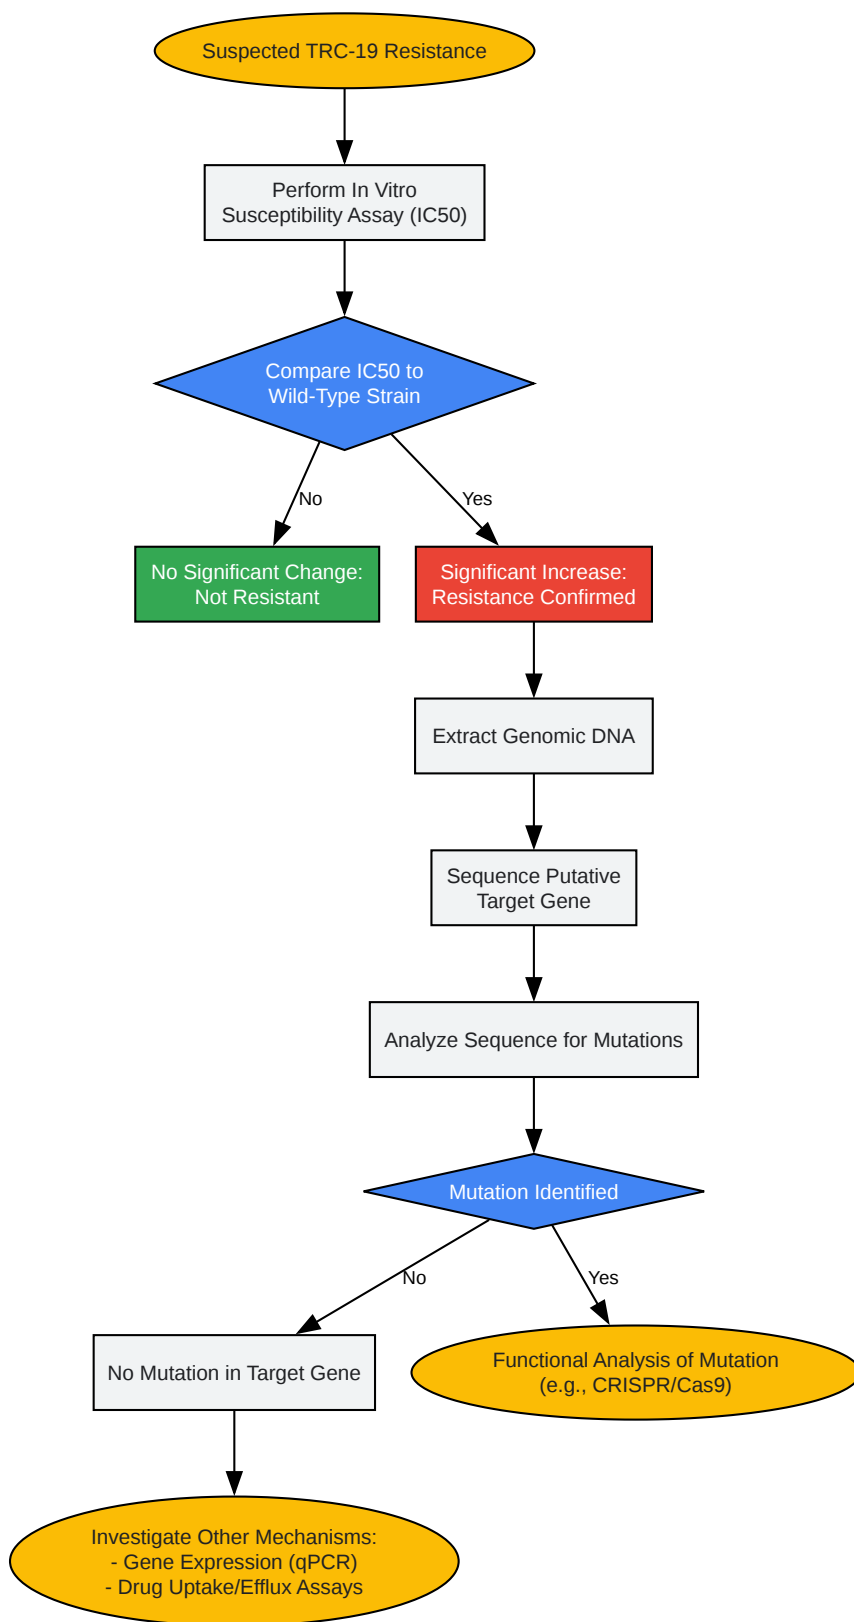 Suspected TRC-19 Resistance
Perform In Vitro
Susceptibility Assay (IC50)
Compare IC50 to
Wild-Type Strain
No
Yes
No Significant Change:
Not Resistant
Significant Increase:
Resistance Confirmed
Extract Genomic DNA
Sequence Putative
Target Gene
Analyze Sequence for Mutations
Mutation Identified
No
Yes
No Mutation in Target Gene
Functional Analysis of Mutation
(e.g., CRISPR/Cas9)
Investigate Other Mechanisms:
- Gene Expression (qPCR)
- Drug Uptake/Efflux Assays